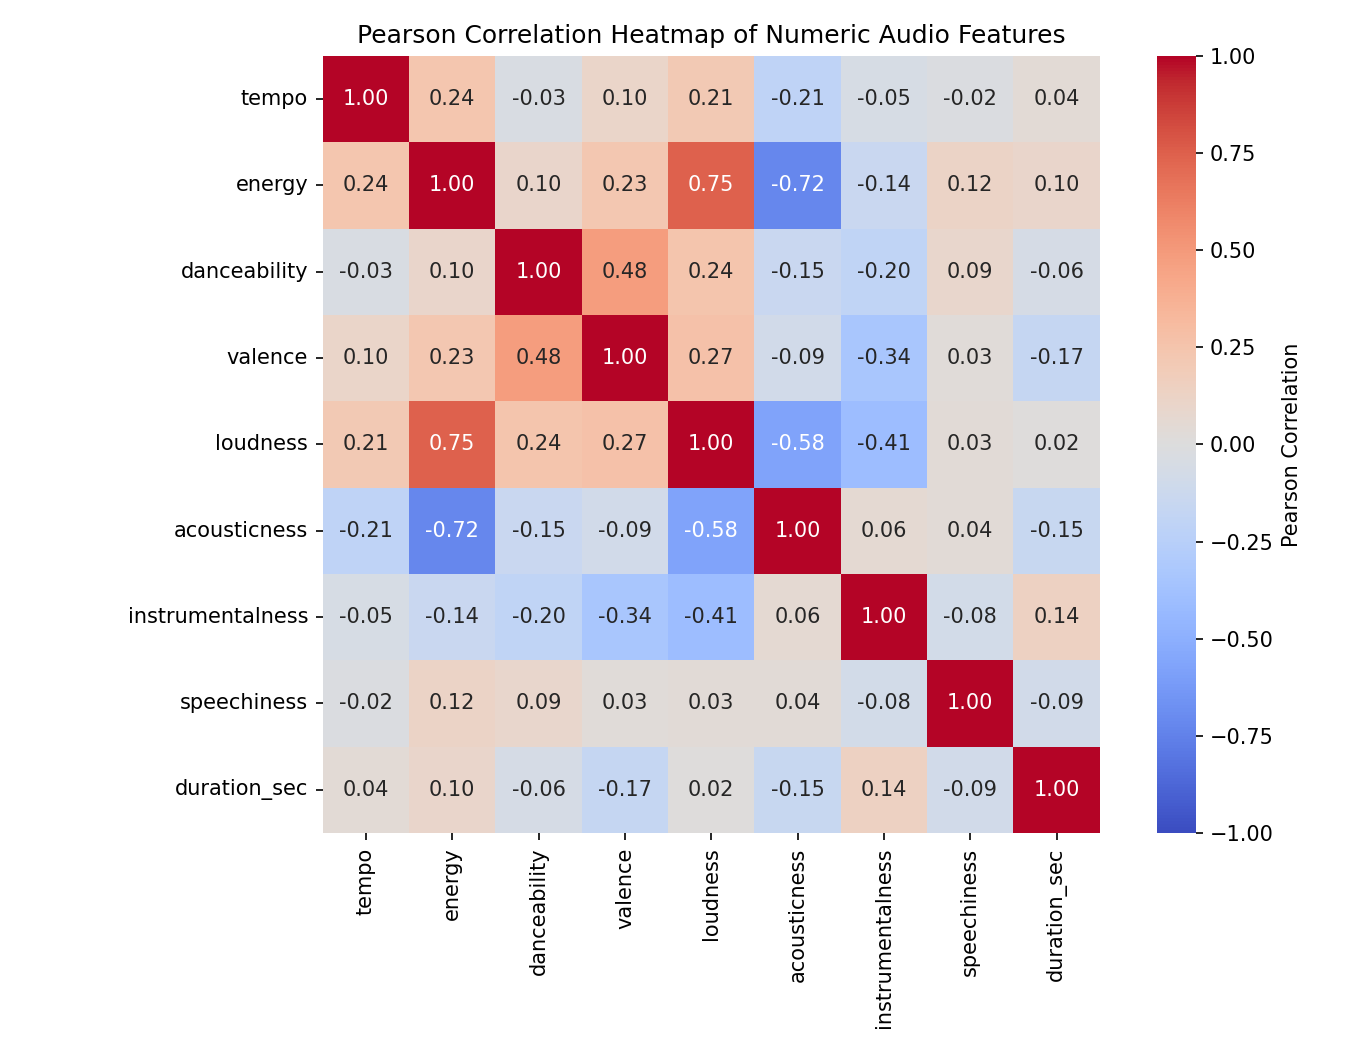 Pearson Correlation Heatmap of Numeric Audio Features
tempo 1.00 0.24 -0.03 0.10 0.21 -0.21 -0.05 -0.02 0.04
energy 0.24 1.00 0.10 0.23 0.75 -0.72 -0.14 0.12 0.10
danceability -0.03 0.10 1.00 0.48 0.24 -0.15 -0.20 0.09 -0.06
valence 0.10 0.23 0.48 1.00 0.27 -0.09 -0.34 0.03 -0.17
loudness 0.21 0.75 0.24 0.27 1.00 -0.58 -0.41 0.03 0.02
acousticness -0.21 -0.72 -0.15 -0.09 -0.58 1.00 0.06 0.04 -0.15
instrumentalness -0.05 -0.14 -0.20 -0.34 -0.41 0.06 1.00 -0.08 0.14
speechiness -0.02 0.12 0.09 0.03 0.03 0.04 -0.08 1.00 -0.09
duration_sec 0.04 0.10 -0.06 -0.17 0.02 -0.15 0.14 -0.09 1.00
tempo
energy
danceability
valence
loudness
acousticness
instrumentalness
speechiness
duration_sec
1.00
0.75
0.50
0.25
0.00
−0.25
−0.50
−0.75
−1.00
Pearson Correlation